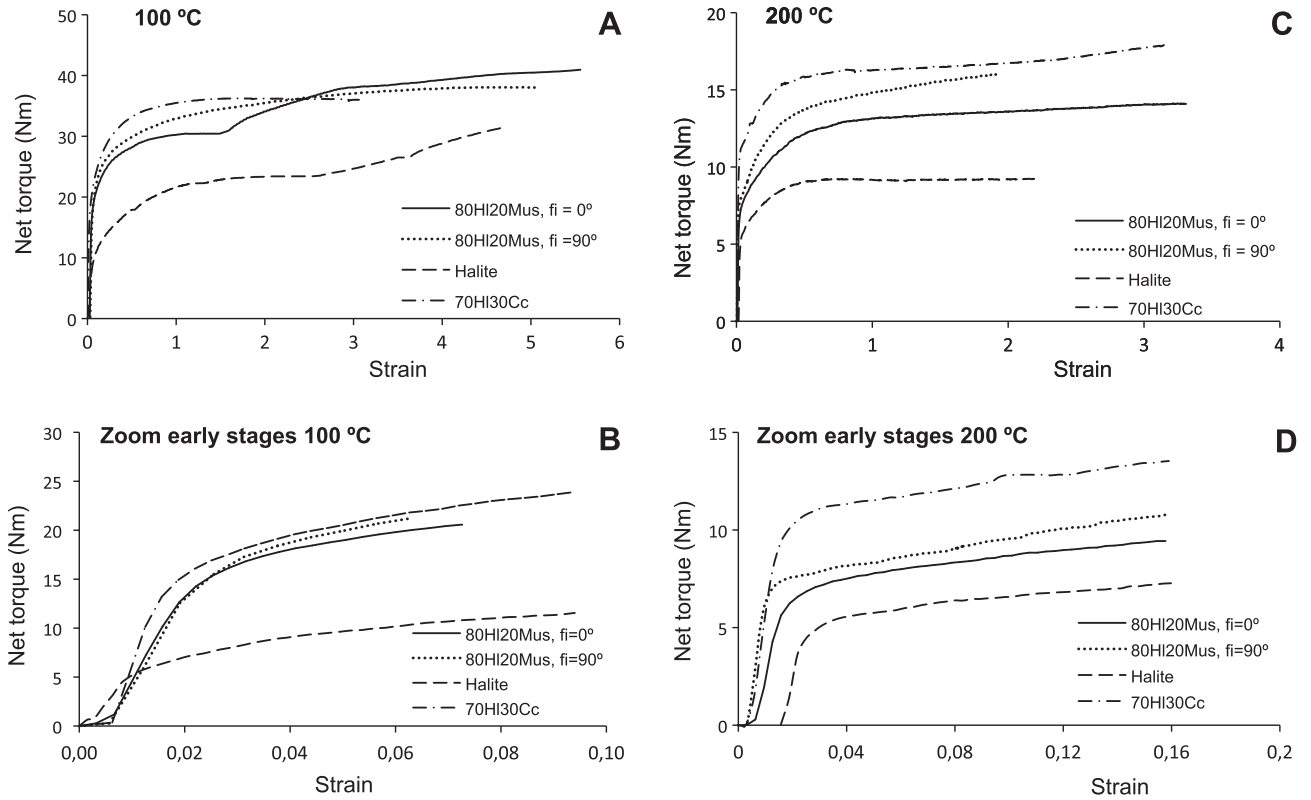 100 ºC
A
50
40
30
20
10
0
Net torque (Nm)
80Hl20Mus, fi = 0º
80Hl20Mus, fi =90º
Halite
70Hl30Cc
0 1 2 3 4 5 6
Strain
200 ºC
C
20
15
10
5
0
Net torque (Nm)
80Hl20Mus, fi = 0º
80Hl20Mus, fi = 90º
Halite
70Hl30Cc
0 1 2 3 4
Strain
Zoom early stages 100 ºC
B
30
25
20
15
10
5
0
Net torque (Nm)
80Hl20Mus, fi=0º
80Hl20Mus, fi=90º
Halite
70Hl30Cc
0,00 0,02 0,04 0,06 0,08 0,10
Strain
Zoom early stages 200 ºC
D
15
10
5
0
Net torque (Nm)
80Hl20Mus, fi=0º
80Hl20Mus, fi=90º
Halite
70Hl30Cc
0 0,04 0,08 0,12 0,16 0,2
Strain